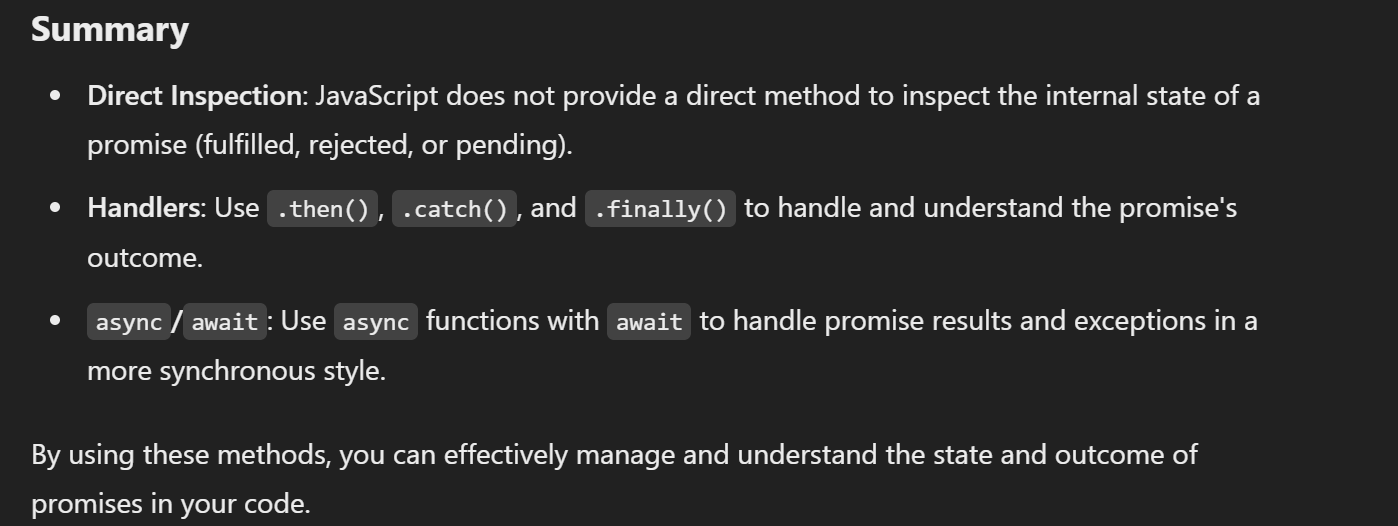 Summary
• Direct Inspection: JavaScript does not provide a direct method to inspect the internal state of a
promise (fulfilled, rejected, or pending).
• Handlers: Use .then(), .catch(), and .finally() to handle and understand the promise's
outcome.
• async/await: Use async functions with await to handle promise results and exceptions in a
more synchronous style.
By using these methods, you can effectively manage and understand the state and outcome of
promises in your code.